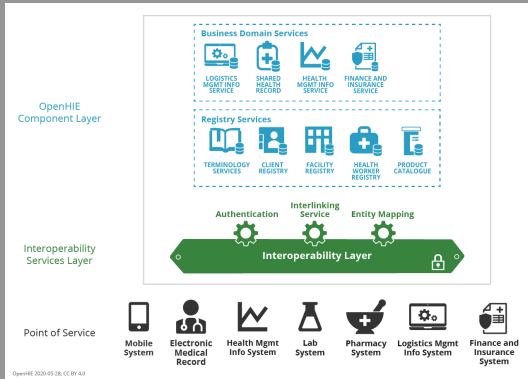 Business Domain Services
LOGISTICS
MGMT INFO
SERVICE
SHARED
HEALTH
RECORD
HEALTH
MGMT INFO
SERVICE
FINANCE AND
INSURANCE
SERVICE
OpenHIE
Component Layer
Registry Services
TERMINOLOGY
SERVICES
CLIENT
REGISTRY
FACILITY
REGISTRY
HEALTH
WORKER
REGISTRY
PRODUCT
CATALOGUE
Authentication
Interlinking
Service
Entity Mapping
Interoperability
Services Layer
Interoperability Layer
Point of Service
Mobile
System
Electronic
Medical
Record
Health Mgmt
Info System
Lab
System
Pharmacy
System
Logistics Mgmt
Info System
Finance and
Insurance
System
OpenHIE 2020-05-28; CC BY 4.0